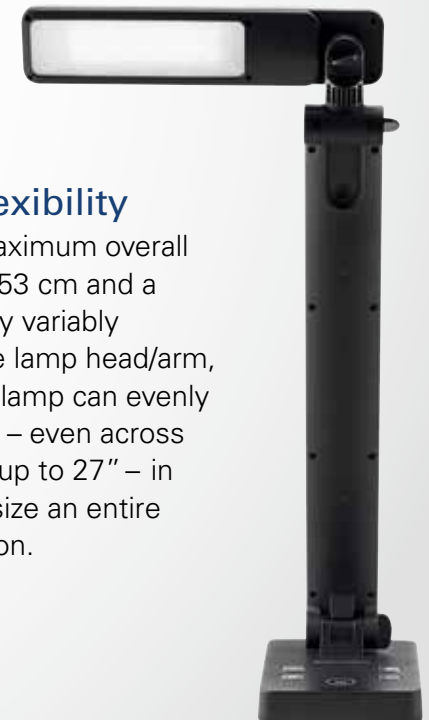 exibility
aximum overall
53 cm and a
y variably
e lamp head/arm,
lamp can evenly
– even across
up to 27” – in
size an entire
on.